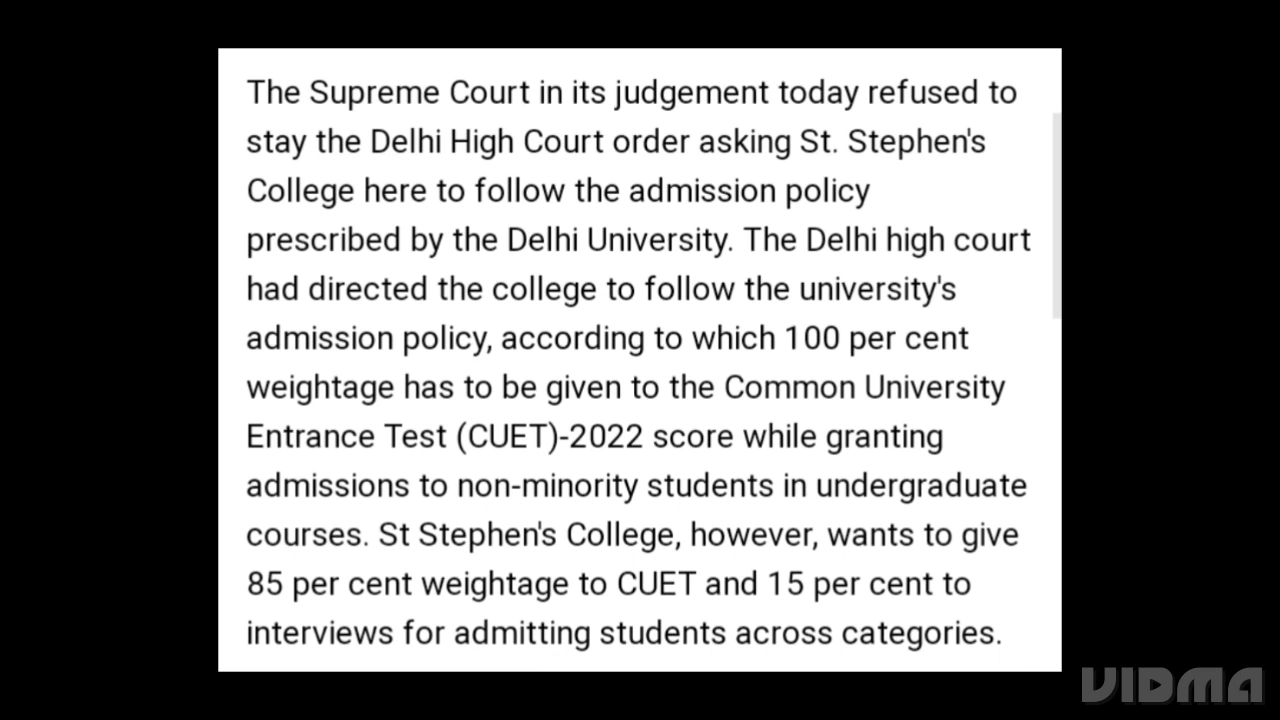 The Supreme Court in its judgement today refused to
stay the Delhi High Court order asking St. Stephen's
College here to follow the admission policy
prescribed by the Delhi University. The Delhi high court
had directed the college to follow the university's
admission policy, according to which 100 per cent
weightage has to be given to the Common University
Entrance Test (CUET)-2022 score while granting
admissions to non-minority students in undergraduate
courses. St Stephen's College, however, wants to give
85 per cent weightage to CUET and 15 per cent to
interviews for admitting students across categories.
VIDMA